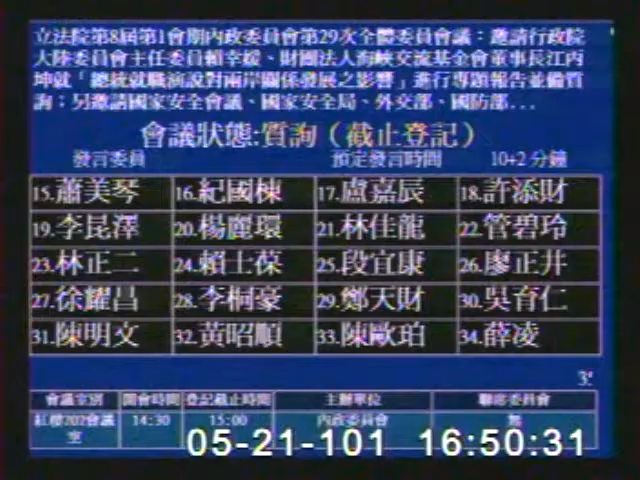 立法院第8屆第1會期內政委員會第29次全體委員會議：邀請行政院
大陸委員會主任委員賴幸媛、財團法人海峽交流基金會董事長江丙
坤就「總統就職演說對兩岸關係發展之影響」進行專題報告並備質
詢；另邀請國家安全會議、國家安全局、外交部、國防部...
會議狀態:質詢（截止登記）
發言委員 預定發言時間 10+2 分鐘
15.蕭美琴 16.紀國棟 17.盧嘉辰 18.許添財
19.李昆澤 20.楊麗環 21.林佳龍 22.管碧玲
23.林正二 24.賴士葆 25.段宜康 26.廖正井
27.徐耀昌 28.李桐豪 29.鄭天財 30.吳育仁
31.陳明文 32.黃昭順 33.陳歐珀 34.薛凌
會議室別 開會時間 登記截止時間 主辦單位 聯席委員會
紅樓202會議室 14:30 15:00 內政委員會 無
05-21-101 16:50:31